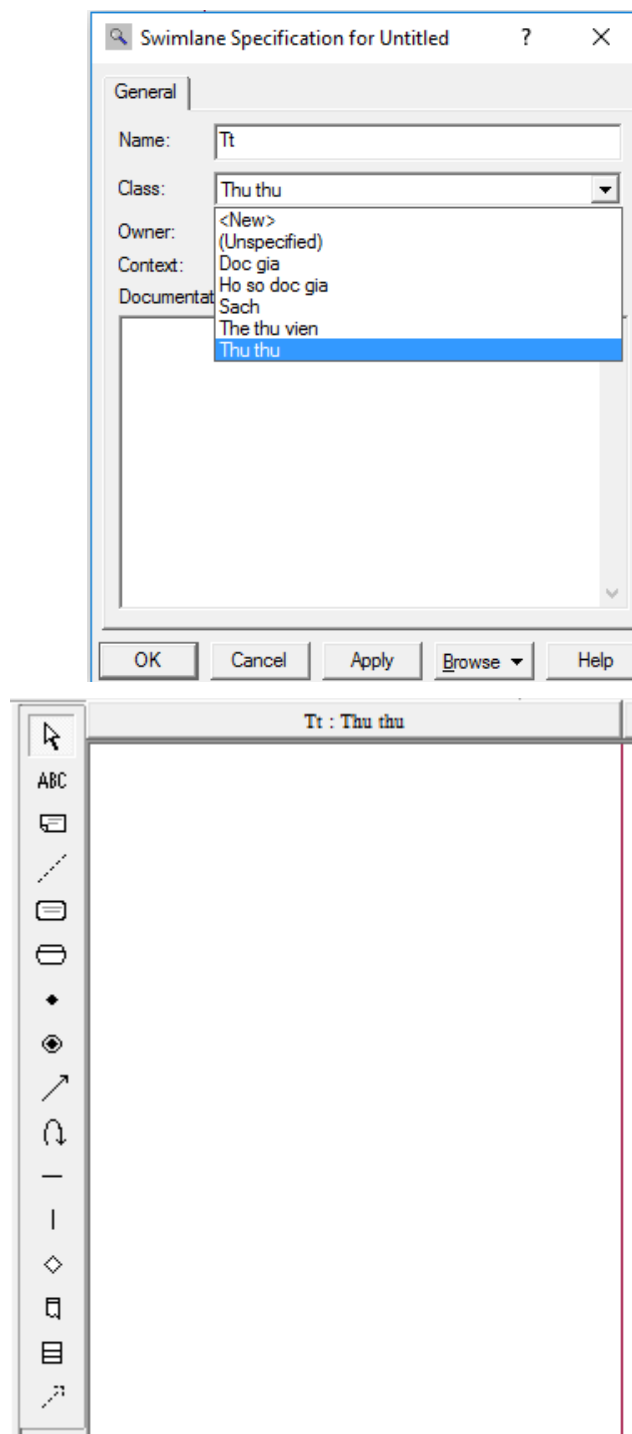 Swimlane Specification for Untitled ?
General
Name: Tt
Class: Thu thu
<New>
Owner:
(Unspecified)
Context: Doc gia
Ho so doc gia
Documentat
Sach
The thu vien
Thu thu
OK Cancel Apply Browse Help
Tt : Thu thu
ABC